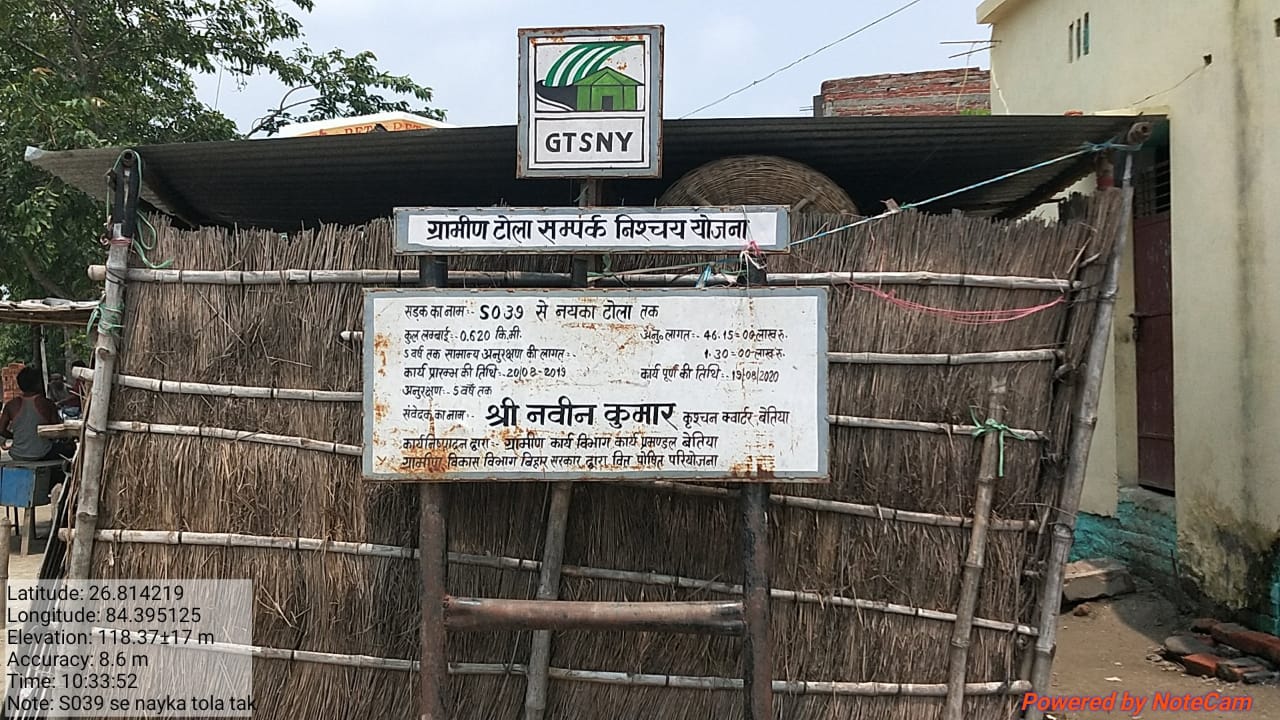 GTSNY
ग्रामीण टोला सम्पर्क निश्चय योजना
सड़क का नाम:- S039 से नयका टोला तक
कुल लम्बाई:- 0.620 कि.मी. अनु० लागत:- 46.15=00 लाख रु.
5 वर्ष तक सामान्य अनुरक्षण की लागत:- 1.30=00 लाख रु.
कार्य प्रारम्भ की तिथि:- 20/08-2019 कार्य पूर्ण की तिथि:- 19/08/2020
अनुरक्षण:- 5 वर्ष तक
संवेदक का नाम:- श्री नवीन कुमार कृश्चन क्वार्टर बेतिया
कार्य निष्पादन द्वारा:- ग्रामीण कार्य विभाग कार्य प्रमण्डल बेतिया
ग्रामीण विकास विभाग बिहार सरकार द्वारा वित्त पोषित परियोजना
Latitude: 26.814219
Longitude: 84.395125
Elevation: 118.37±17 m
Accuracy: 8.6 m
Time: 10:33:52
Note: S039 se nayka tola tak
Powered by NoteCam